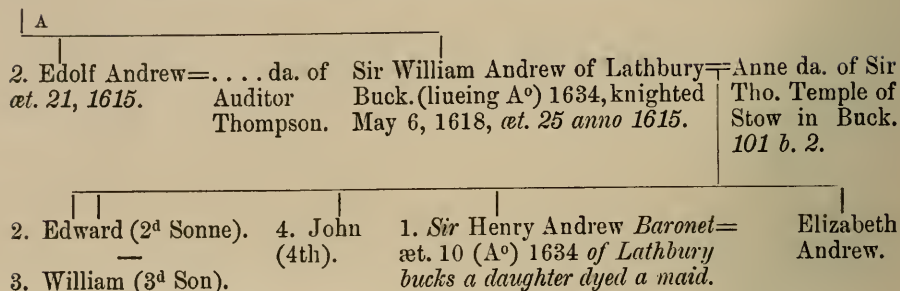 A
2. Edolf Andrew=.... da. of
æt. 21, 1615.
Auditor
Thompson.
Sir William Andrew of Lathbury=Anne da. of Sir
Buck. (liueing Aº) 1634, knighted
May 6, 1618, æt. 25 anno 1615.
Tho. Temple of
Stow in Buck.
101 b. 2.
2. Edward (2ᵈ Sonne).
—
3. William (3ᵈ Son).
4. John
(4th).
1. Sir Henry Andrew Baronet=
æt. 10 (Aº) 1634 of Lathbury
bucks a daughter dyed a maid.
Elizabeth
Andrew.